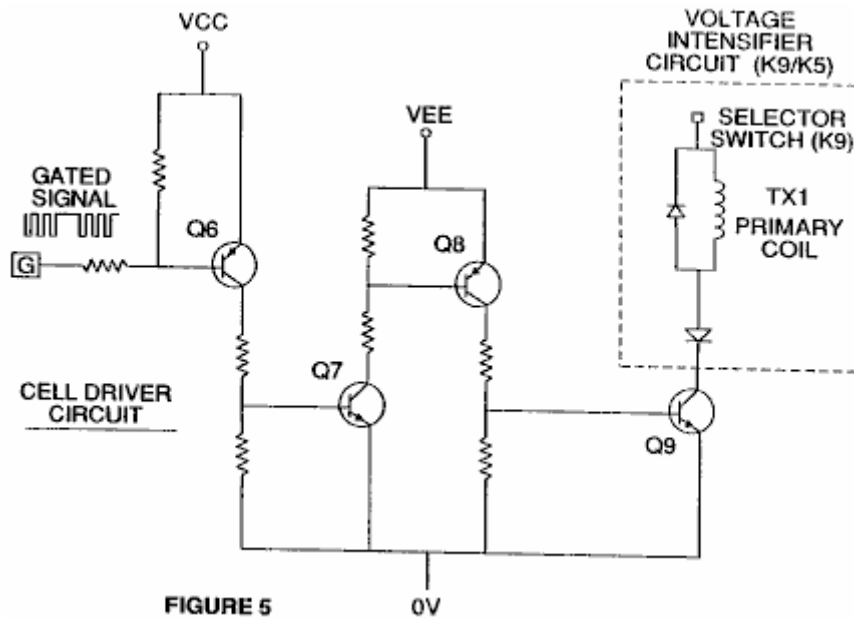 VCC
VOLTAGE
INTENSIFIER
CIRCUIT (K9/K5)
VEE
SELECTOR
SWITCH (K9)
GATED
SIGNAL
Q6
Q8
TX1
PRIMARY
COIL
G
Q7
CELL DRIVER
CIRCUIT
Q9
FIGURE 5
0V